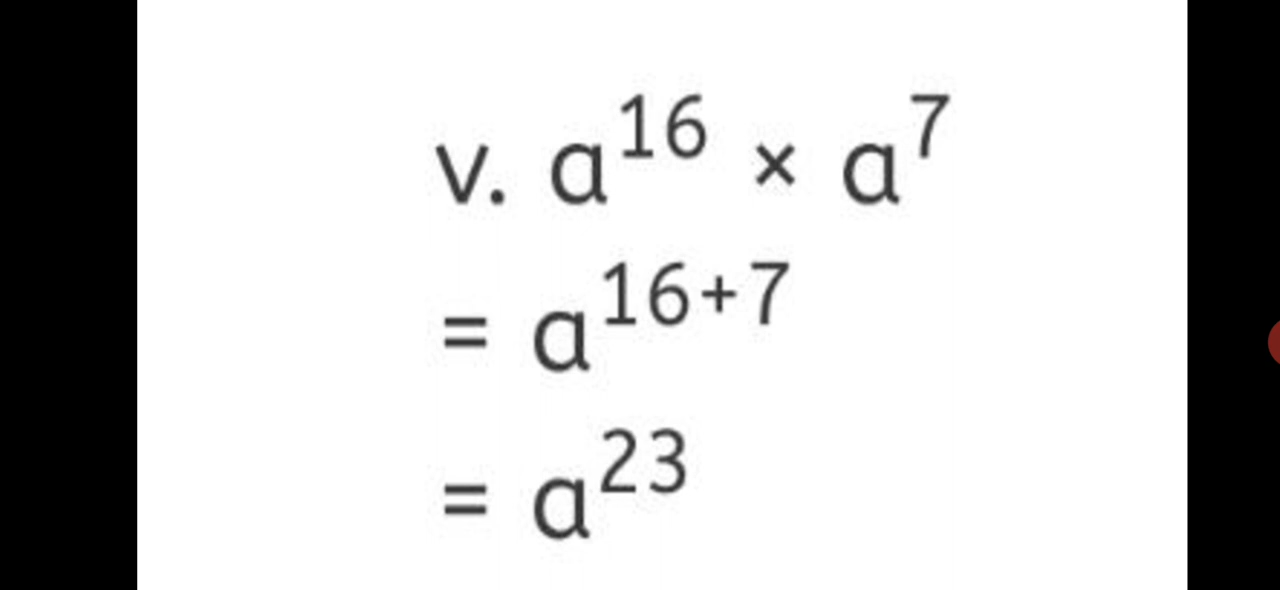 v. a¹⁶ × a⁷
= a¹⁶⁺⁷
= a²³